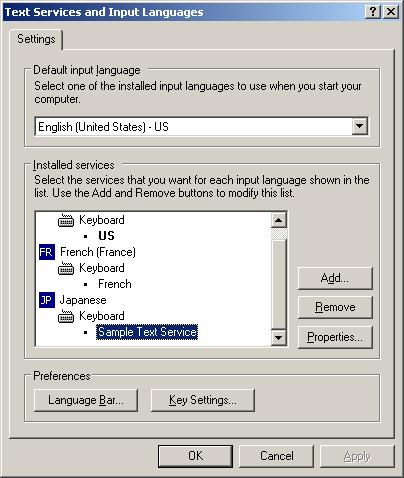 Text Services and Input Languages
Settings
Default input language
Select one of the installed input languages to use when you start your
computer.
English (United States) - US
Installed services
Select the services that you want for each input language shown in the
list. Use the Add and Remove buttons to modify this list.
Keyboard
US
FR French (France)
Keyboard
French
JP Japanese
Keyboard
Sample Text Service
Add...
Remove
Properties...
Preferences
Language Bar...
Key Settings...
OK
Cancel
Apply